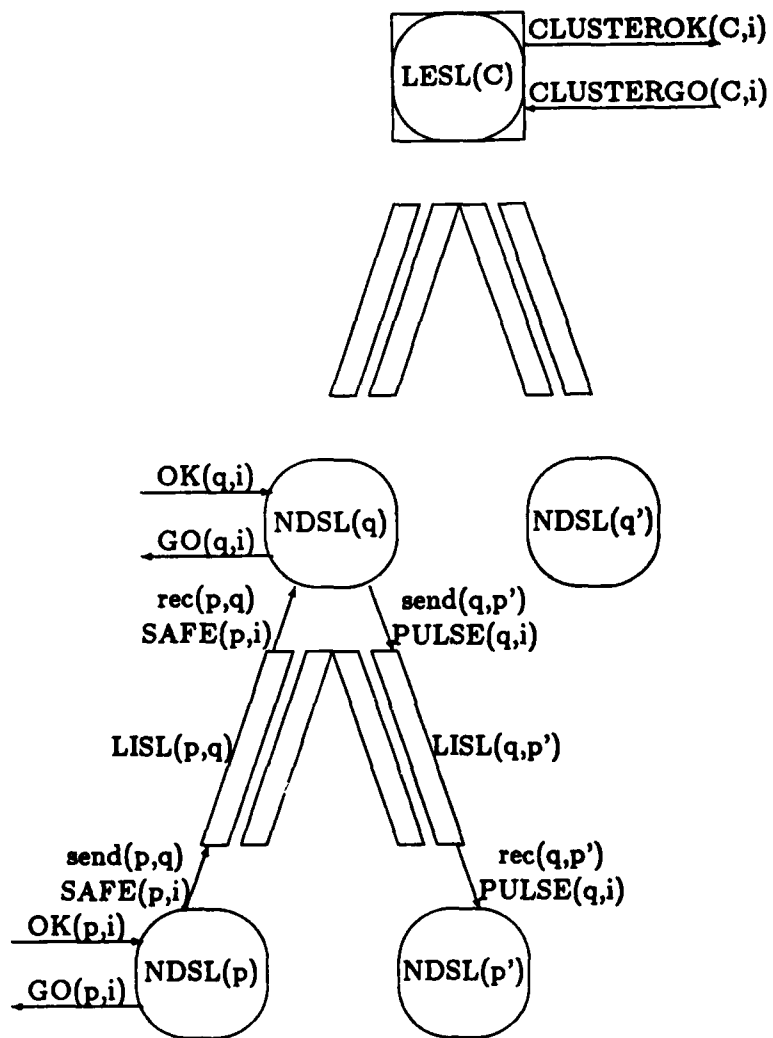 CLUSTEROK(C,i)
LESL(C)
CLUSTERGO(C,i)
OK(q,i)
NDSL(q)
NDSL(q')
GO(q,i)
rec(p,q)
SAFE(p,i)
send(q,p')
PULSE(q,i)
LISL(p,q)
LISL(q,p')
send(p,q)
SAFE(p,i)
rec(q,p')
PULSE(q,i)
OK(p,i)
NDSL(p)
NDSL(p')
GO(p,i)